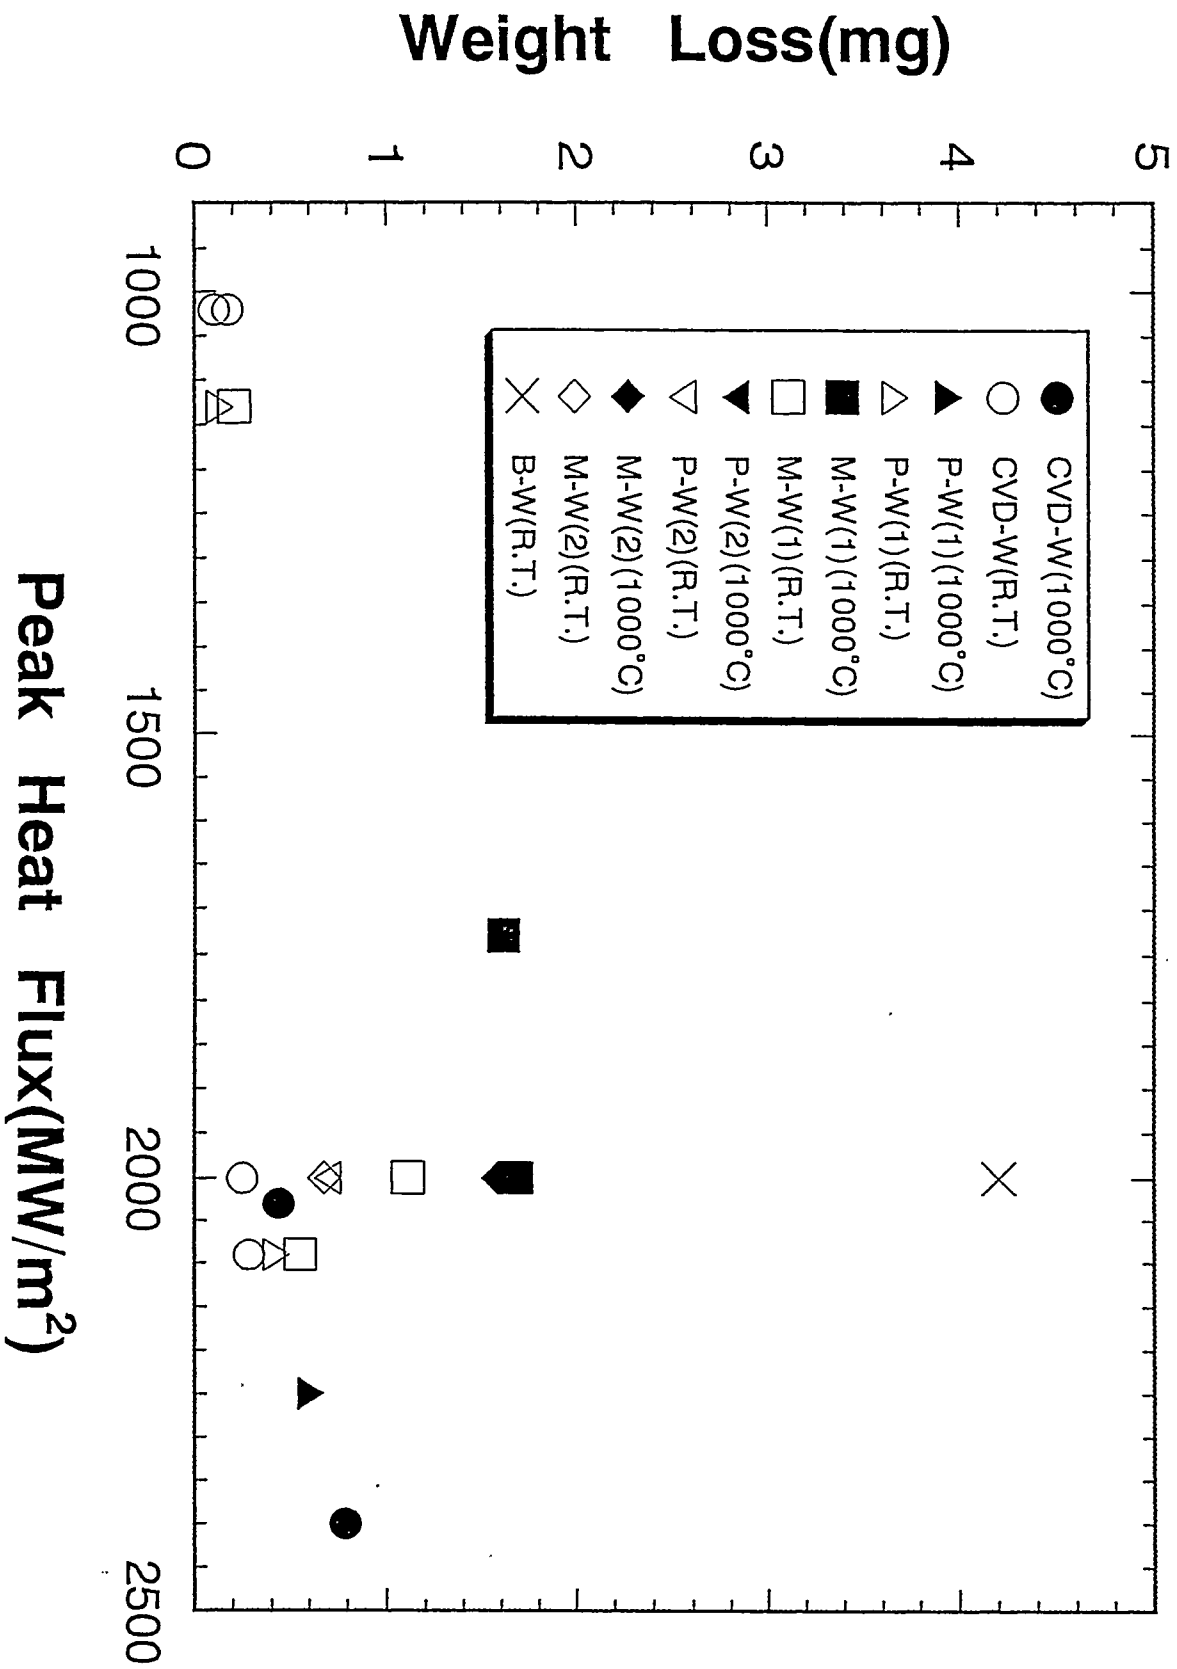 Weight Loss(mg)
5
4
3
2
1
0
CVD-W(1000°C)
CVD-W(R.T.)
P-W(1)(1000°C)
P-W(1)(R.T.)
M-W(1)(1000°C)
M-W(1)(R.T.)
P-W(2)(1000°C)
P-W(2)(R.T.)
M-W(2)(1000°C)
M-W(2)(R.T.)
B-W(R.T.)
1000 1500 2000 2500
Peak Heat Flux(MW/m²)